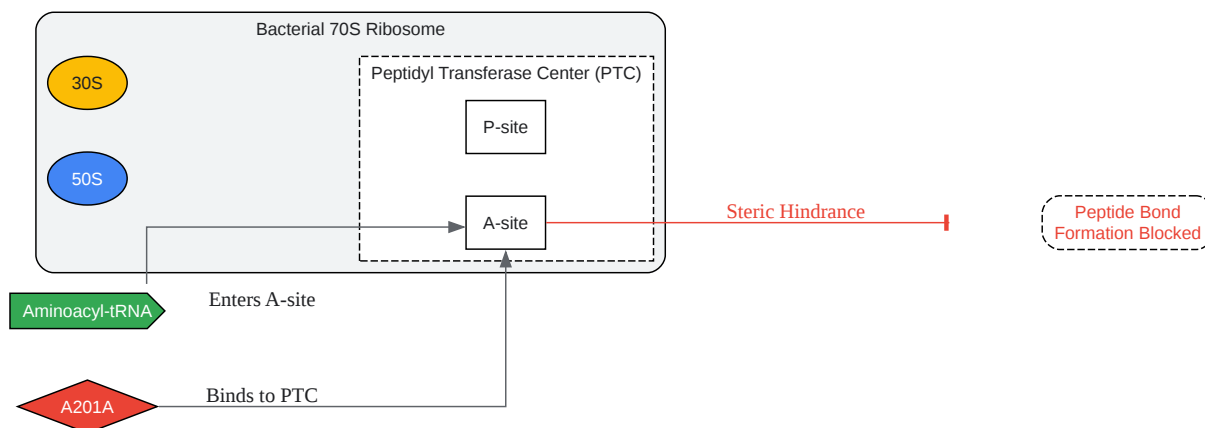 Bacterial 70S Ribosome
30S
Peptidyl Transferase Center (PTC)
P-site
50S
A-site
Steric Hindrance
Peptide Bond
Formation Blocked
Aminoacyl-tRNA
Enters A-site
A201A
Binds to PTC